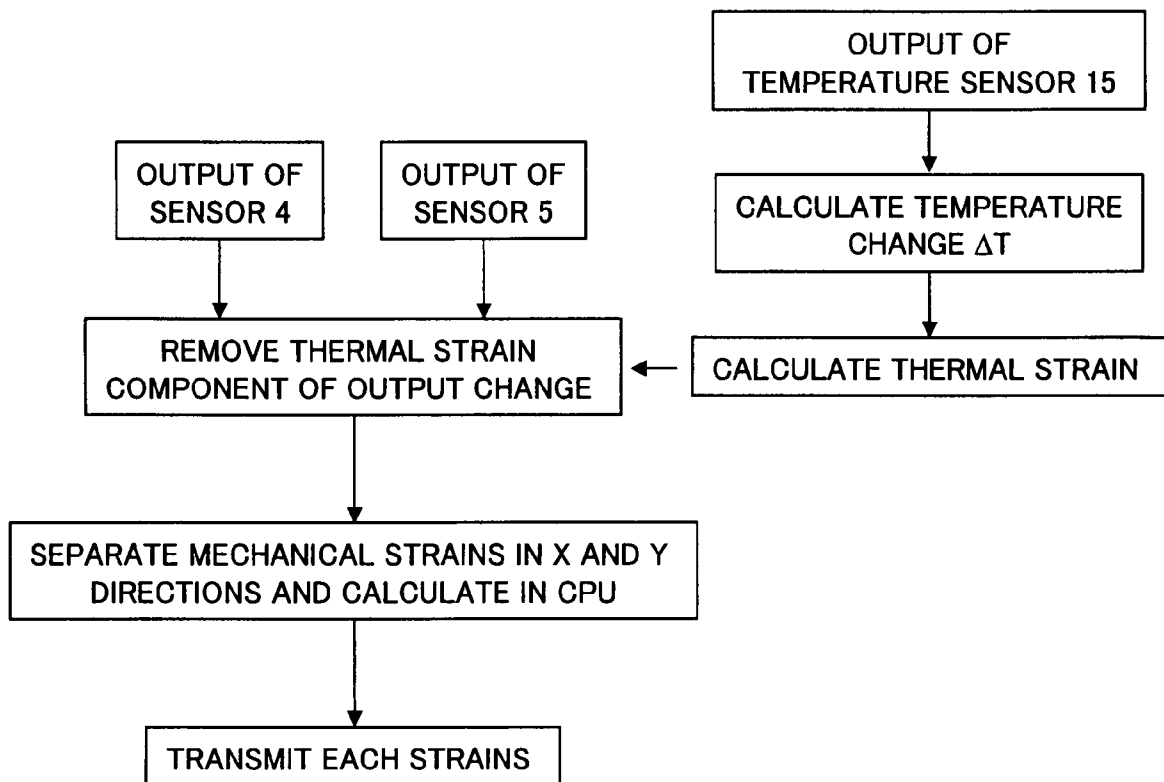 OUTPUT OF
TEMPERATURE SENSOR 15
OUTPUT OF
SENSOR 4
OUTPUT OF
SENSOR 5
CALCULATE TEMPERATURE
CHANGE ΔT
REMOVE THERMAL STRAIN
COMPONENT OF OUTPUT CHANGE
CALCULATE THERMAL STRAIN
SEPARATE MECHANICAL STRAINS IN X AND Y
DIRECTIONS AND CALCULATE IN CPU
TRANSMIT EACH STRAINS